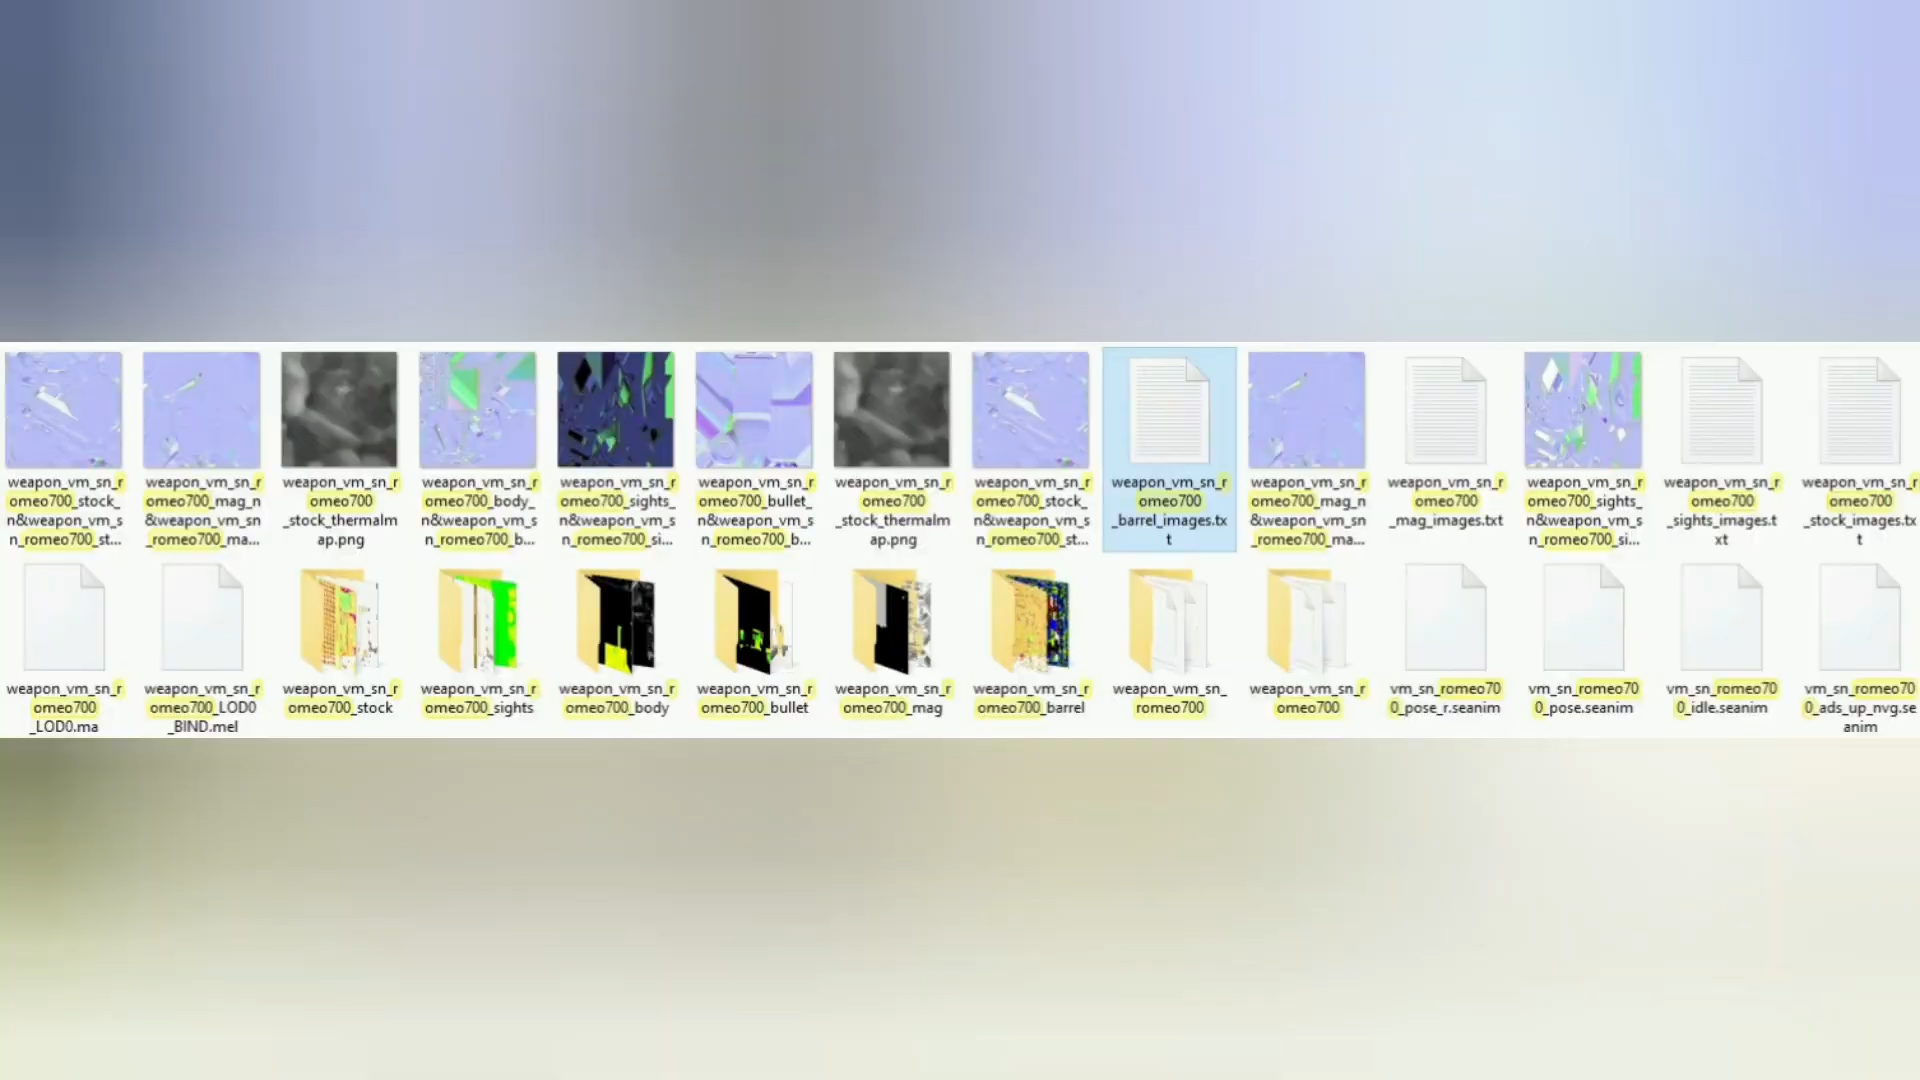 weapon_vm_sn_r
omeo700_stock_
n&weapon_vm_s
n_romeo700_st...
weapon_vm_sn_r
omeo700_mag_n
&weapon_vm_sn
_romeo700_ma...
weapon_vm_sn_r
omeo700
_stock_thermalm
ap.png
weapon_vm_sn_r
omeo700_body_
n&weapon_vm_s
n_romeo700_b...
weapon_vm_sn_r
omeo700_sights_
n&weapon_vm_s
n_romeo700_si...
weapon_vm_sn_r
omeo700_bullet_
n&weapon_vm_s
n_romeo700_b...
weapon_vm_sn_r
omeo700
_stock_thermalm
ap.png
weapon_vm_sn_r
omeo700_stock_
n&weapon_vm_s
n_romeo700_st...
weapon_vm_sn_r
omeo700
_barrel_images.tx
t
weapon_vm_sn_r
omeo700_mag_n
&weapon_vm_sn
_romeo700_ma...
weapon_vm_sn_r
omeo700
_mag_images.txt
weapon_vm_sn_r
omeo700_sights_
n&weapon_vm_s
n_romeo700_si...
weapon_vm_sn_r
omeo700
_sights_images.t
xt
weapon_vm_sn_r
omeo700
_stock_images.tx
t
weapon_vm_sn_r
omeo700
_LOD0.ma
weapon_vm_sn_r
omeo700_LOD0
_BIND.mel
weapon_vm_sn_r
omeo700_stock
weapon_vm_sn_r
omeo700_sights
weapon_vm_sn_r
omeo700_body
weapon_vm_sn_r
omeo700_bullet
weapon_vm_sn_r
omeo700_mag
weapon_vm_sn_r
omeo700_barrel
weapon_wm_sn_
romeo700
weapon_vm_sn_r
omeo700
vm_sn_romeo70
0_pose_r.seanim
vm_sn_romeo70
0_pose.seanim
vm_sn_romeo70
0_idle.seanim
vm_sn_romeo70
0_ads_up_nvg.se
anim